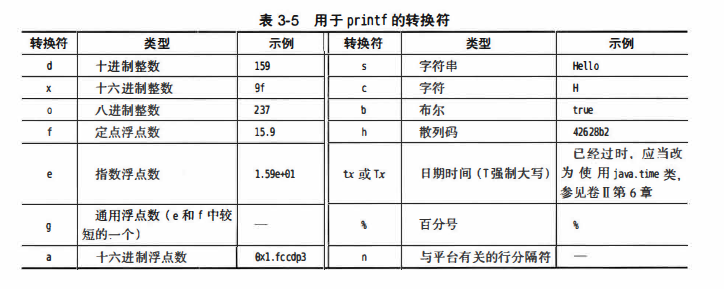 表 3-5 用于 printf 的转换符
转换符 类型 示例 转换符 类型 示例
d 十进制整数 159 s 字符串 Hello
x 十六进制整数 9f c 字符 H
o 八进制整数 237 b 布尔 true
f 定点浮点数 15.9 h 散列码 42628b2
e 指数浮点数 1.59e+01 tx 或 Tx 日期时间（T强制大写） 已经过时，应当改
为使用 java.time 类，
参见卷Ⅱ第 6 章
g 通用浮点数（e 和 f 中较
短的一个） — % 百分号 %
a 十六进制浮点数 0x1.fccdp3 n 与平台有关的行分隔符 —